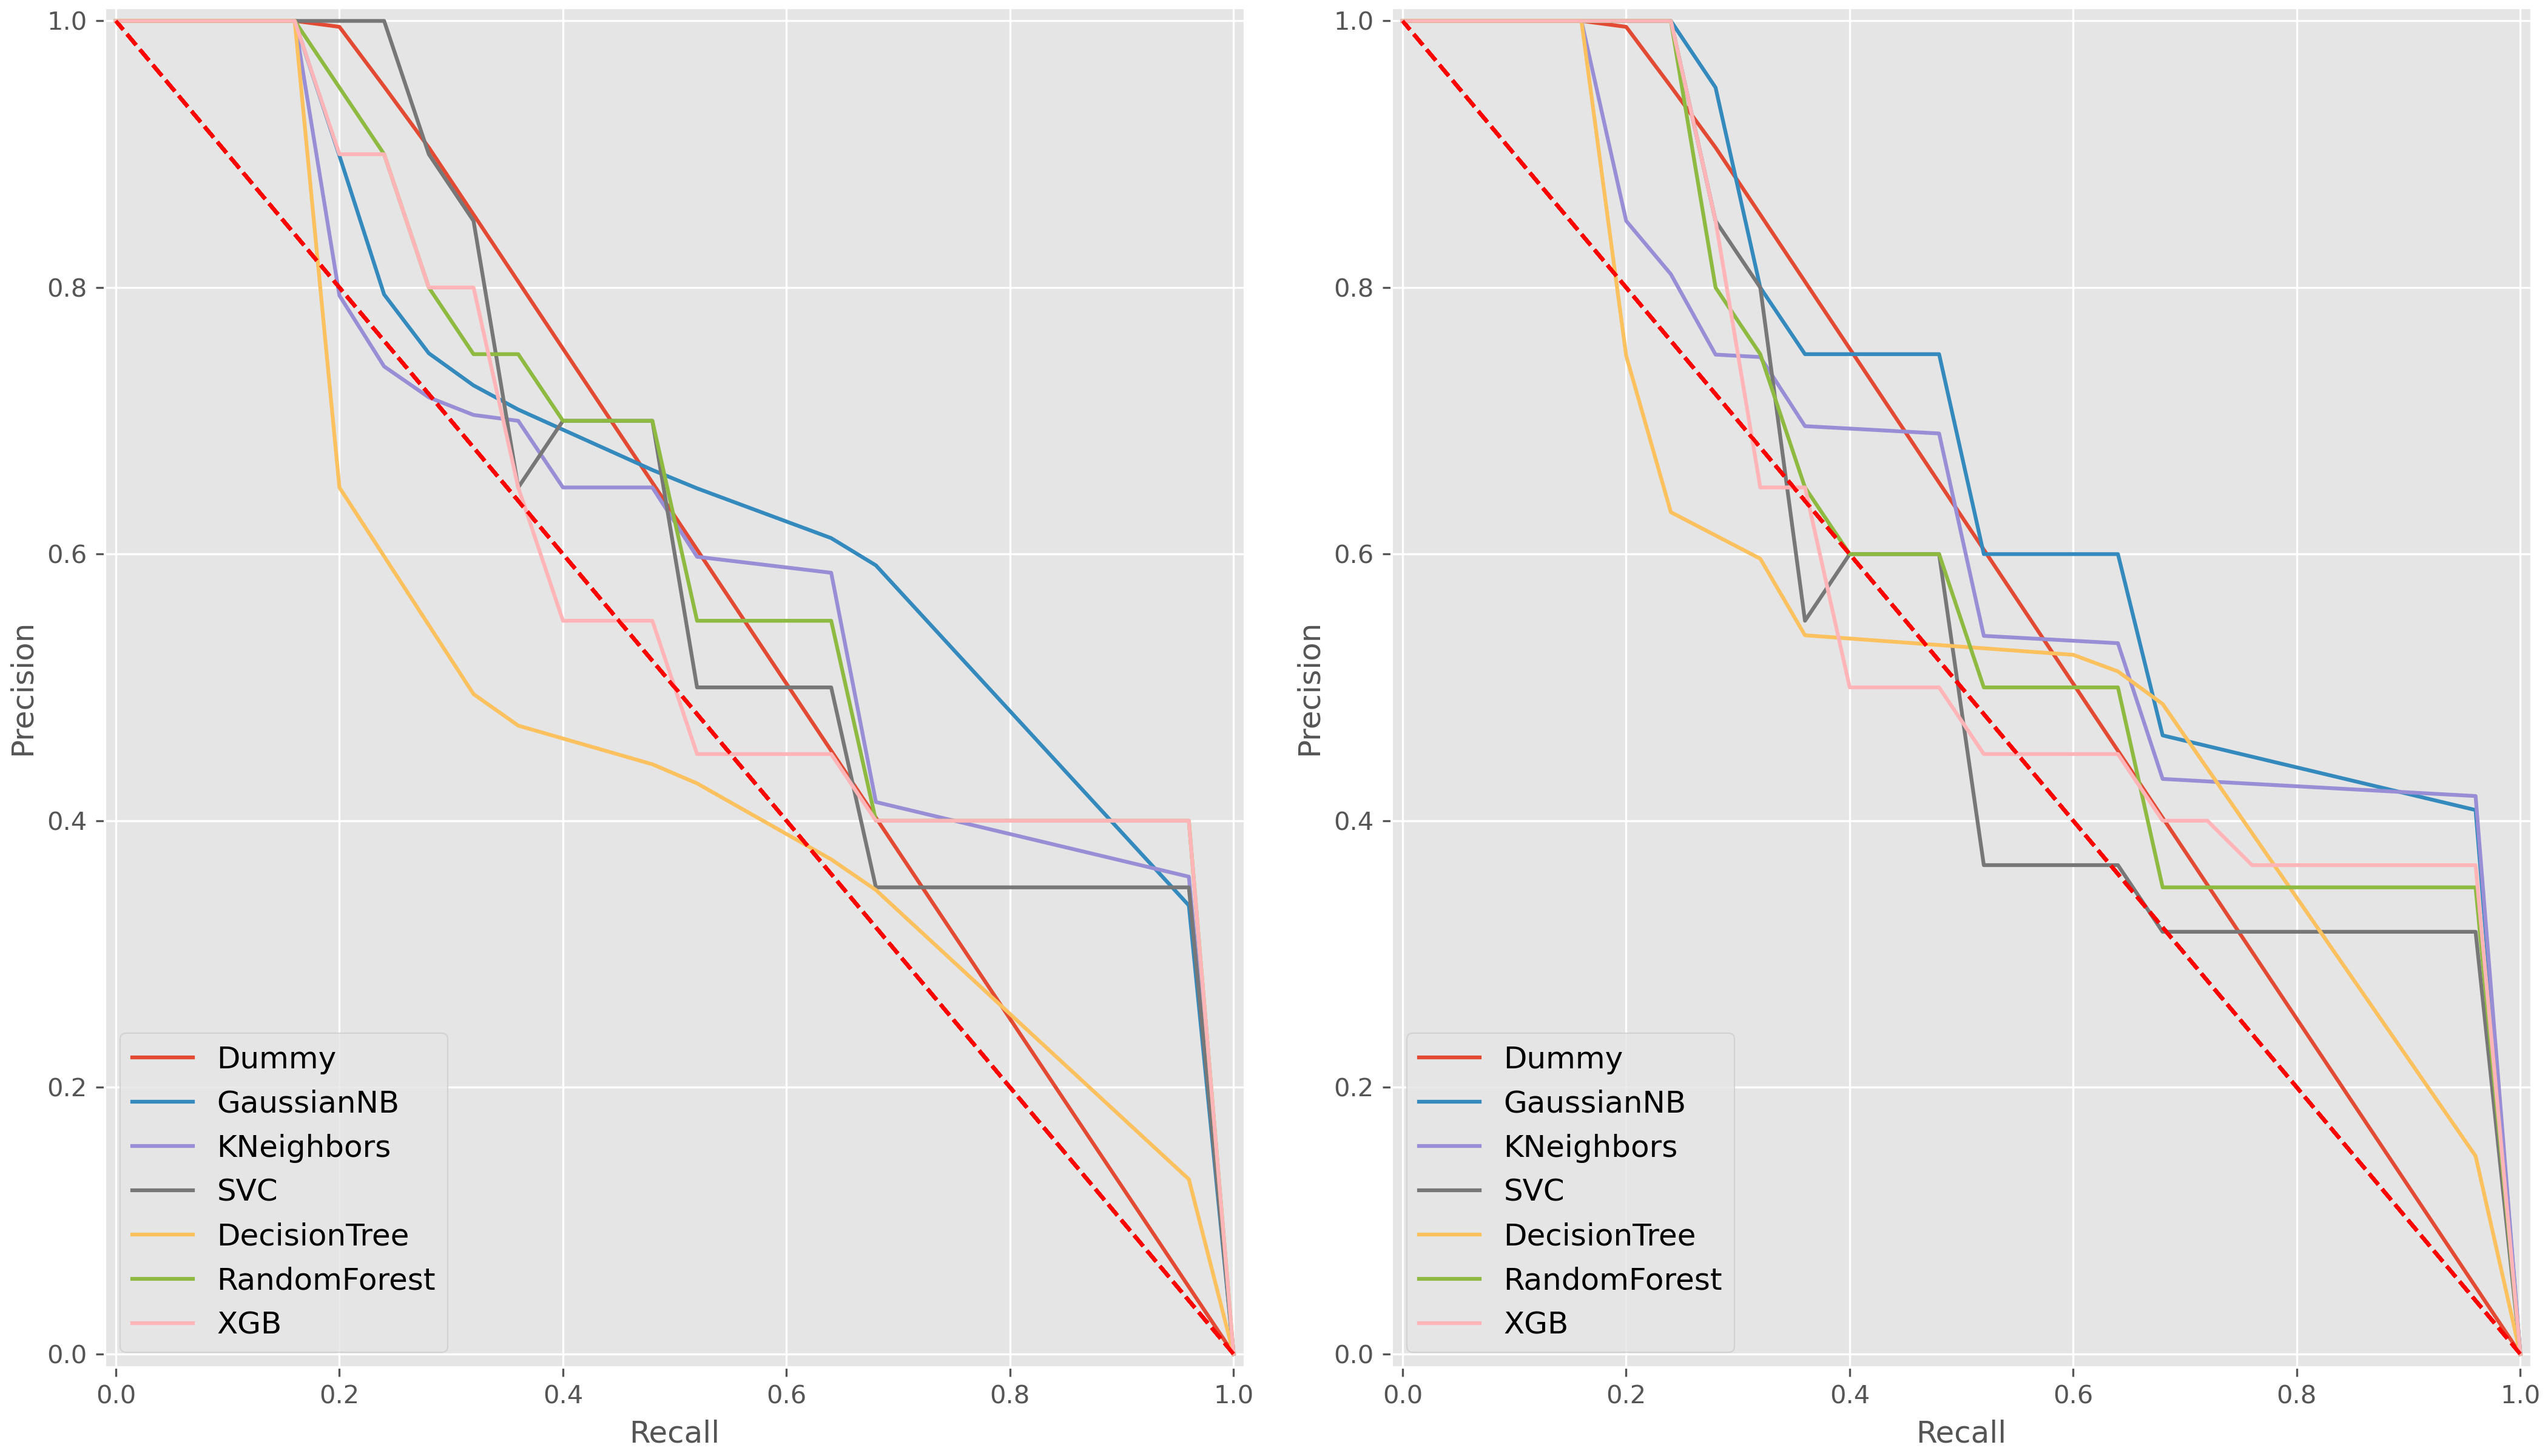 1.0
0.8
0.6
0.4
0.2
0.0
Precision
Dummy
GaussianNB
KNeighbors
SVC
DecisionTree
RandomForest
XGB
0.0 0.2 0.4 0.6 0.8 1.0
Recall
1.0
0.8
0.6
0.4
0.2
0.0
Precision
Dummy
GaussianNB
KNeighbors
SVC
DecisionTree
RandomForest
XGB
0.0 0.2 0.4 0.6 0.8 1.0
Recall